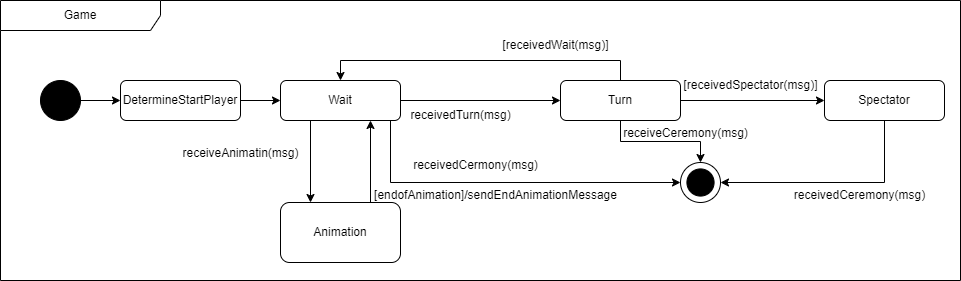 Game
[receivedWait(msg)]
DetermineStartPlayer
Wait
receivedTurn(msg)
Turn
[receivedSpectator(msg)]
Spectator
receiveCeremony(msg)
receiveAnimatin(msg)
receivedCermony(msg)
[endofAnimation]/sendEndAnimationMessage
receivedCeremony(msg)
Animation